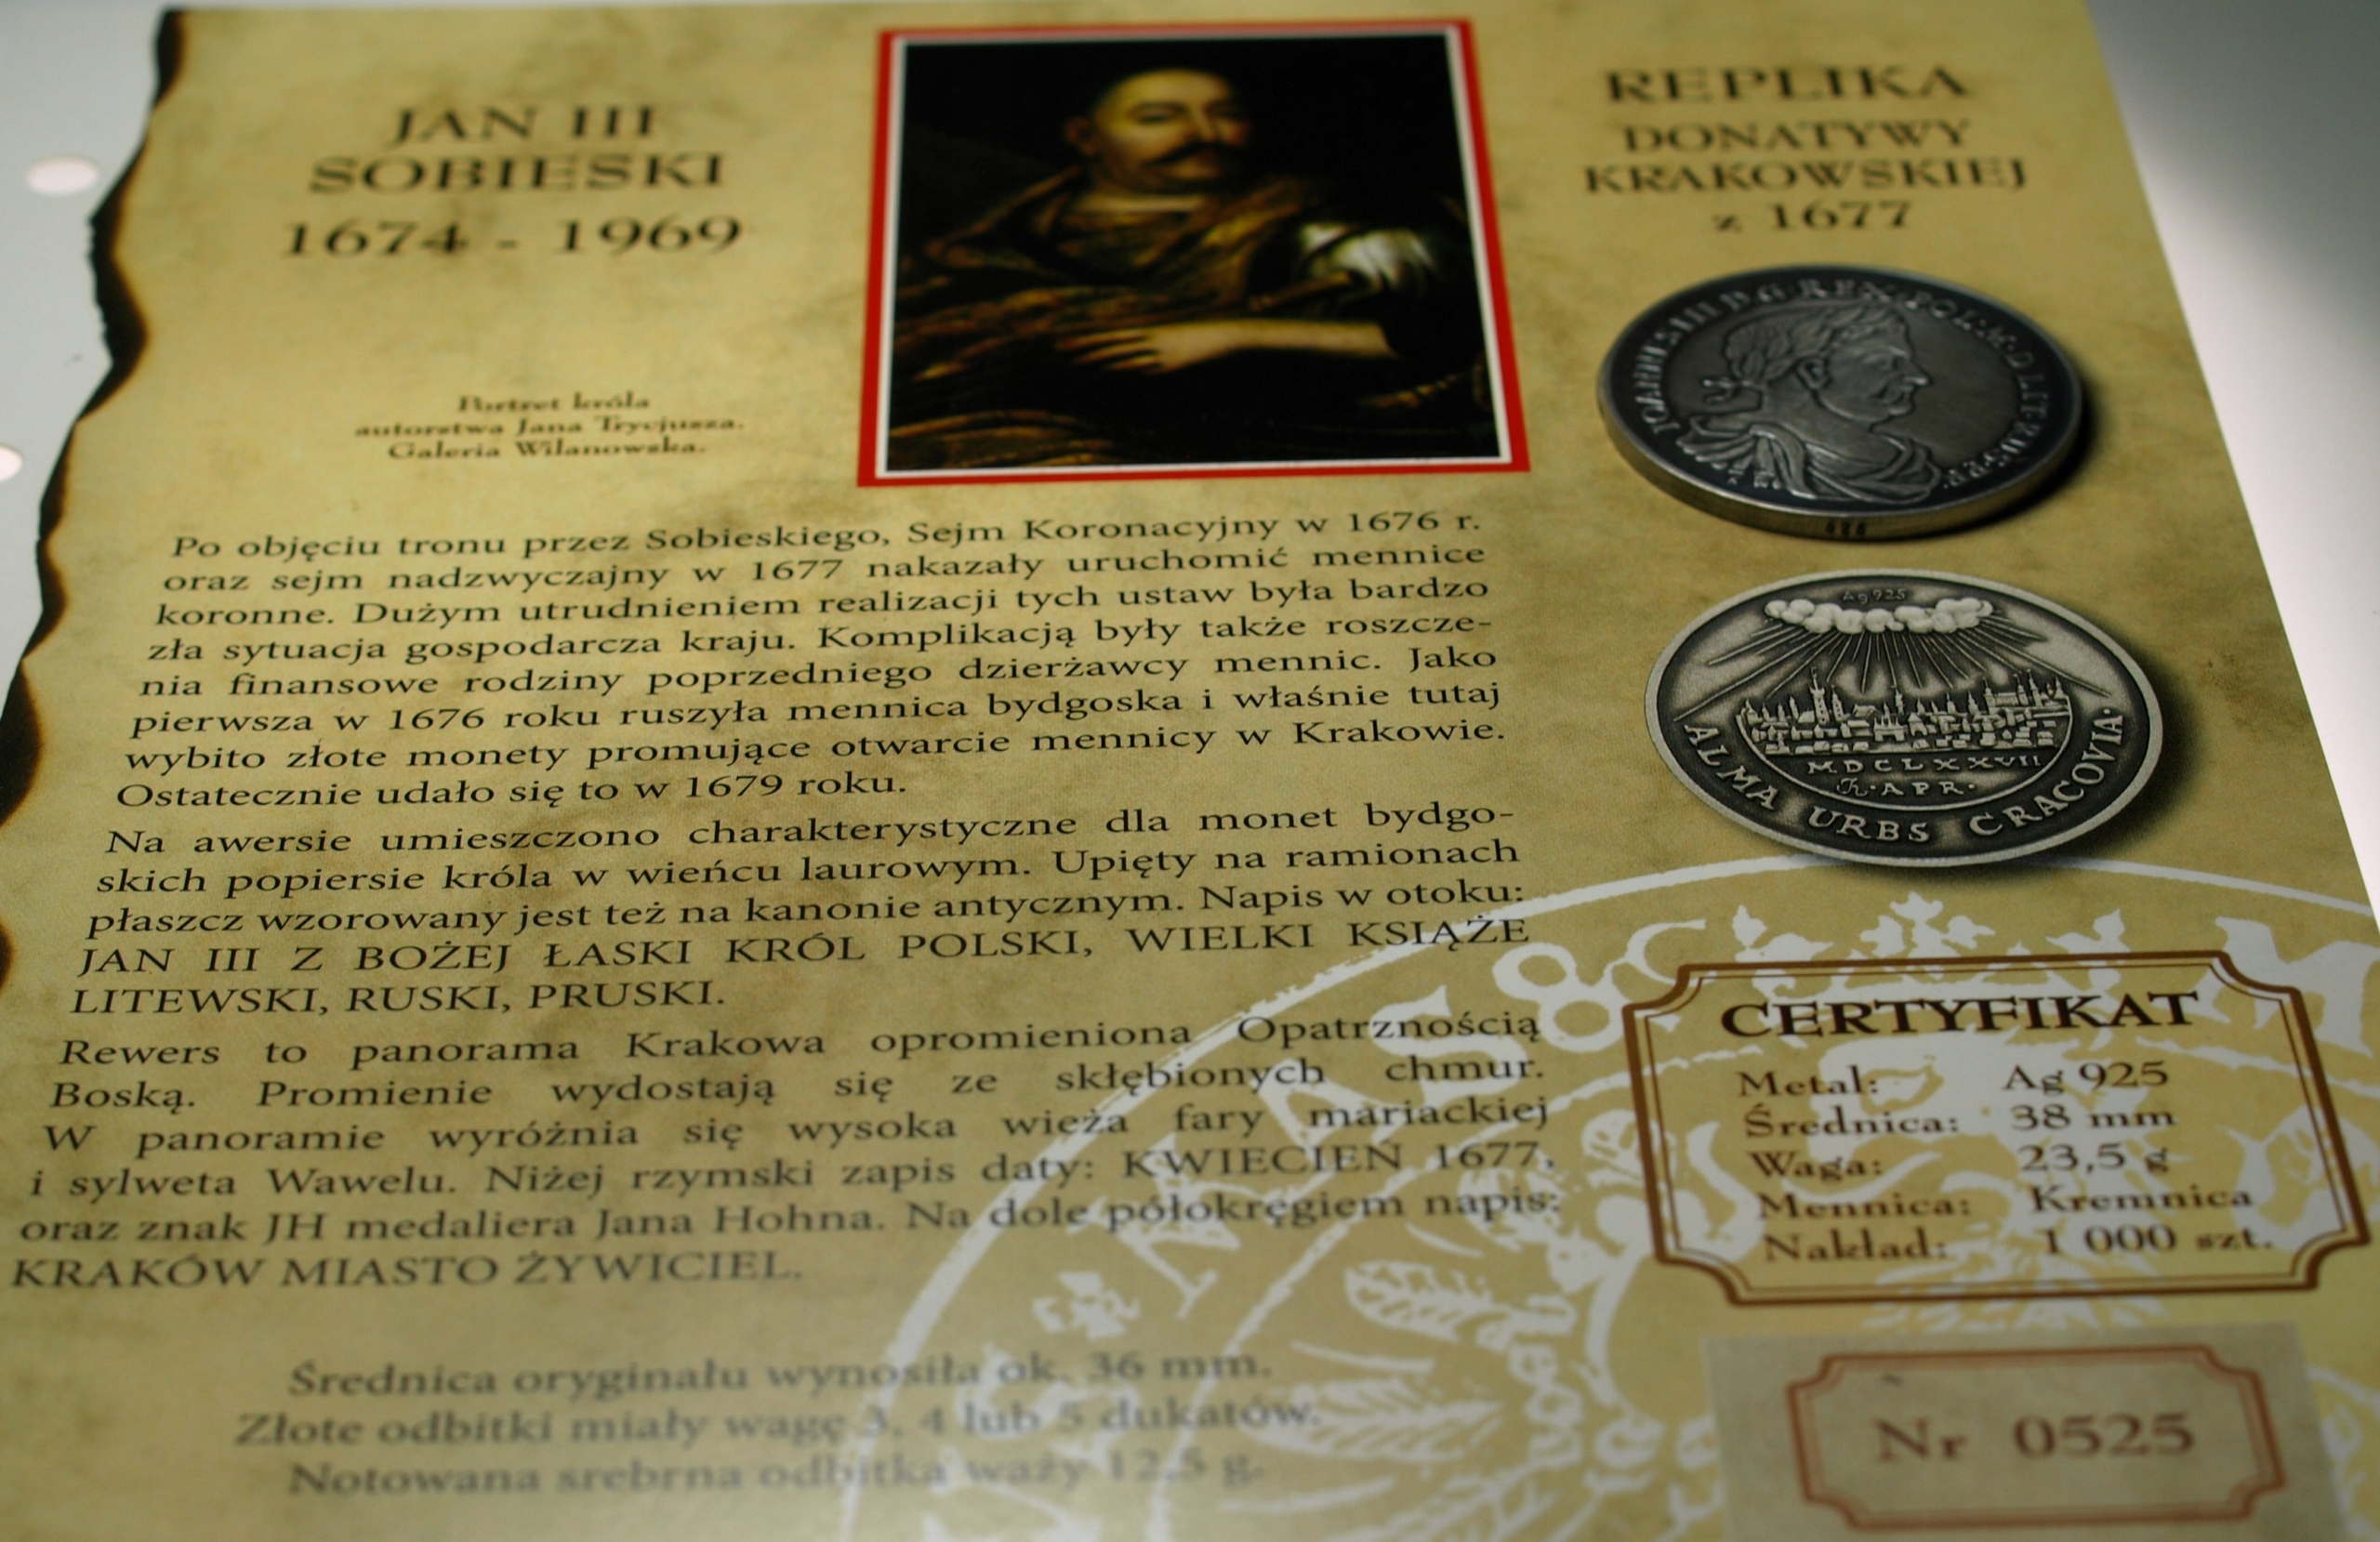 JAN III
SOBIESKI
1674 - 1969
Portret króla
autorstwa Jana Trycjusza.
Galeria Wilanowska.
REPLIKA
DONATYWY
KRAKOWSKIEJ
z 1677
Po objęciu tronu przez Sobieskiego, Sejm Koronacyjny w 1676 r.
oraz sejm nadzwyczajny w 1677 nakazały uruchomić mennice
koronne. Dużym utrudnieniem realizacji tych ustaw była bardzo
zła sytuacja gospodarcza kraju. Komplikacją były także roszcze-
nia finansowe rodziny poprzedniego dzierżawcy mennic. Jako
pierwsza w 1676 roku ruszyła mennica bydgoska i właśnie tutaj
wybito złote monety promujące otwarcie mennicy w Krakowie.
Ostatecznie udało się to w 1679 roku.
Na awersie umieszczono charakterystyczne dla monet bydgo-
skich popiersie króla w wieńcu laurowym. Upięty na ramionach
płaszcz wzorowany jest też na kanonie antycznym. Napis w otoku:
JAN III Z BOŻEJ ŁASKI KRÓL POLSKI, WIELKI KSIĄŻE
LITEWSKI, RUSKI, PRUSKI.
Rewers to panorama Krakowa opromieniona Opatrznością
Boską. Promienie wydostają się ze skłębionych chmur.
W panoramie wyróżnia się wysoka wieża fary mariackiej
i sylweta Wawelu. Niżej rzymski zapis daty: KWIECIEŃ 1677,
oraz znak JH medaliera Jana Hohna. Na dole półokręgiem napis:
KRAKÓW MIASTO ŻYWICIEL.
Średnica oryginału wynosiła ok. 36 mm.
Złote odbitki miały wagę 3, 4 lub 5 dukatów.
Notowana srebrna odbitka waży 12,5 g.
IOANNES III D G REX POL M D LIT RUS PR
Ag 925
MDCLXXVII
K·APR·
ALMA URBS CRACOVIA·
CERTYFIKAT
Metal: Ag 925
Średnica: 38 mm
Waga: 23,5 g
Mennica: Kremnica
Nakład: 1 000 szt.
Nr 0525